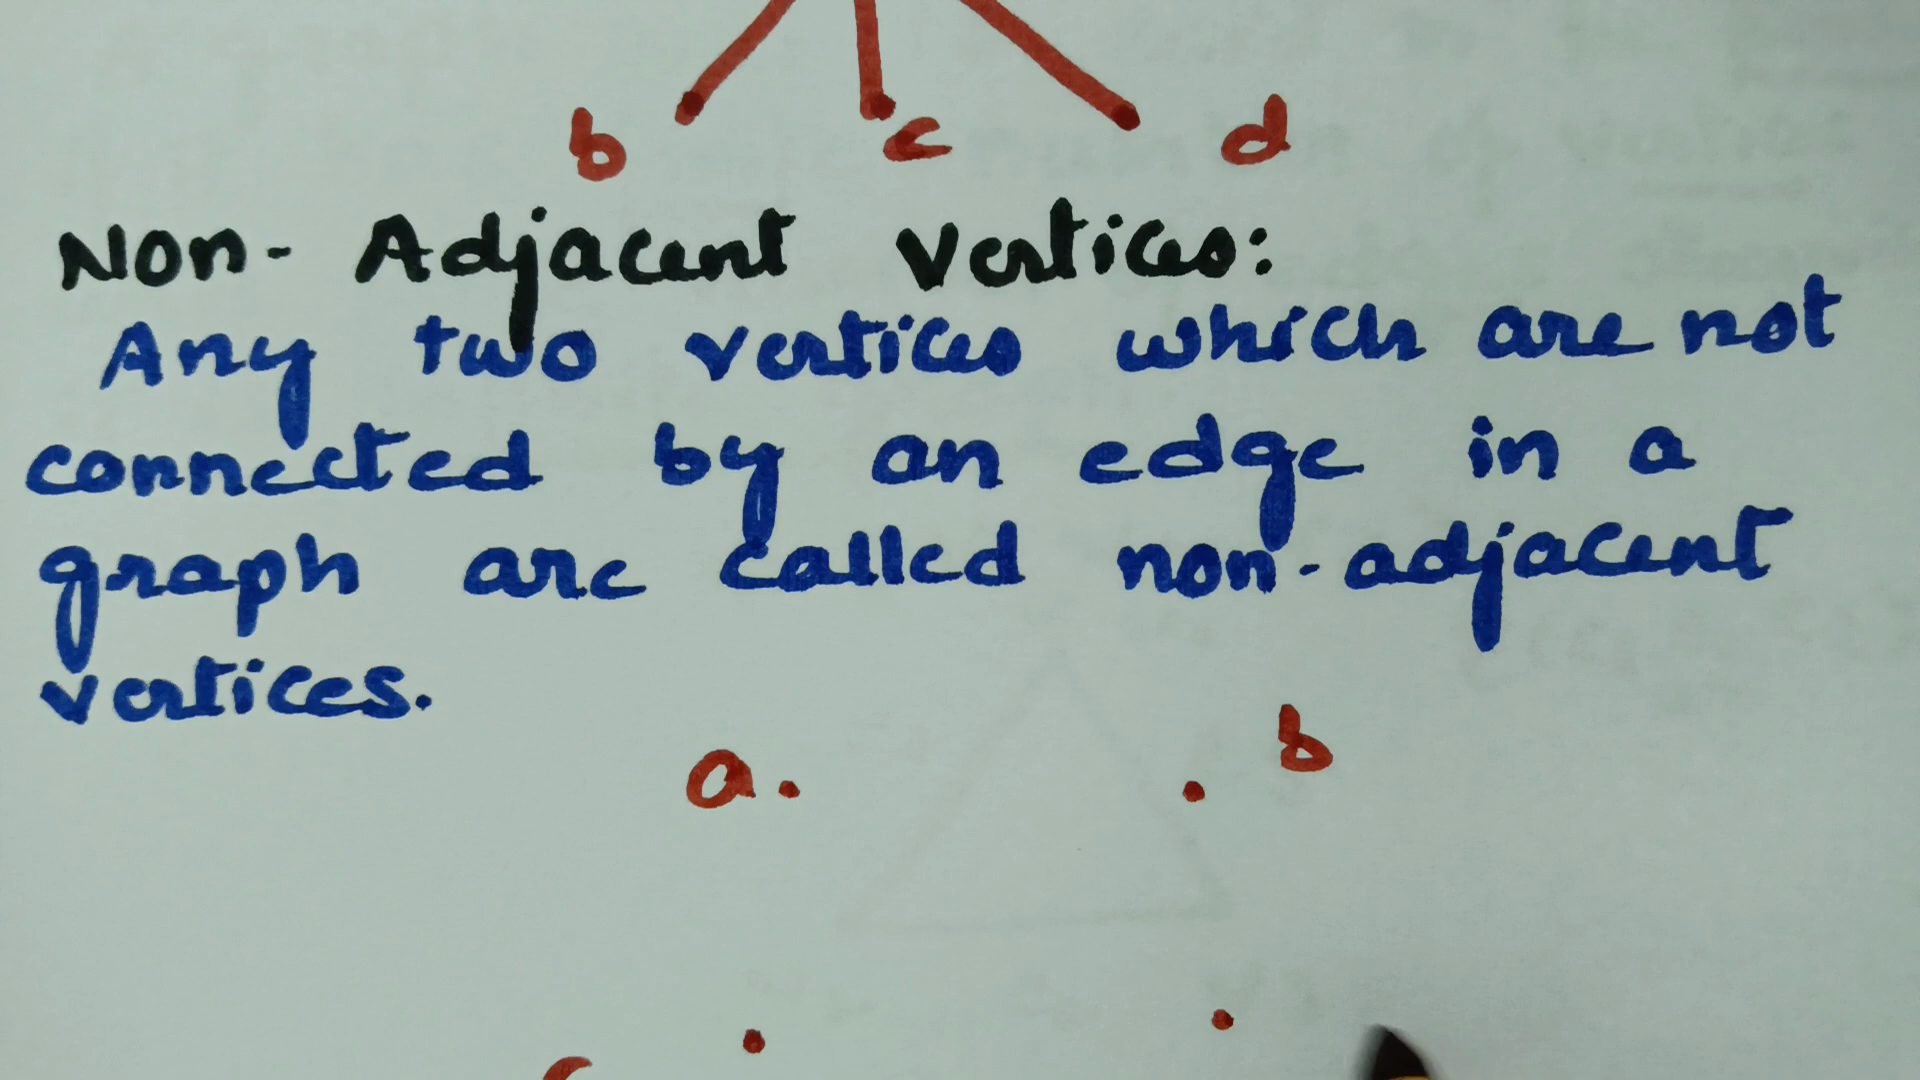 b c d
Non- Adjacent Vertices:
Any two vertices which are not
connected by an edge in a
graph are called non-adjacent
vertices.
a. . b